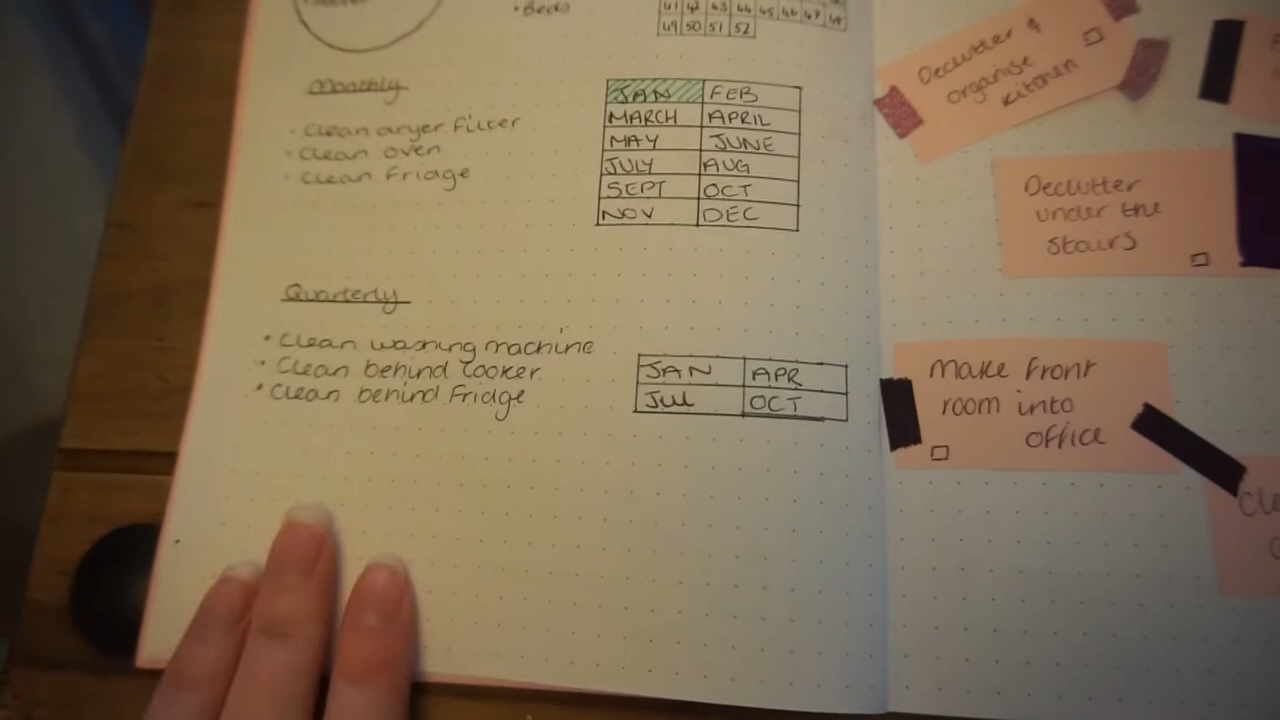 • Beds
41 42 43 44 45 46 47 48
49 50 51 52
Monthly
• Clean dryer Filter
• Clean oven
• Clean Fridge
JAN FEB
MARCH APRIL
MAY JUNE
JULY AUG
SEPT OCT
NOV DEC
Quarterly
• Clean washing machine
• Clean behind Cooker
• Clean behind Fridge
JAN APR
JUL OCT
Declutter &
organise
Kitchen
Declutter
under the
stairs
Make Front
room into
office